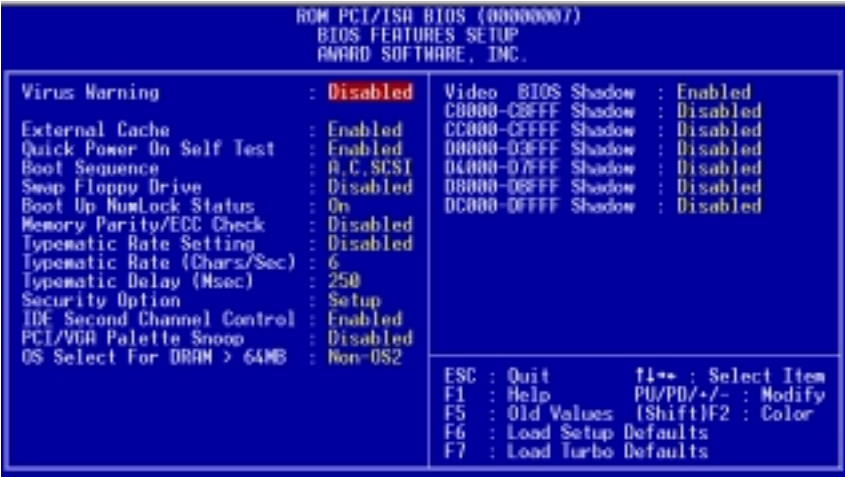 ROM PCI/ISA BIOS (00000007)
BIOS FEATURES SETUP
AWARD SOFTWARE, INC.
Virus Warning : Disabled
External Cache : Enabled
Quick Power On Self Test : Enabled
Boot Sequence : A,C,SCSI
Swap Floppy Drive : Disabled
Boot Up NumLock Status : On
Memory Parity/ECC Check : Disabled
Typematic Rate Setting : Disabled
Typematic Rate (Chars/Sec) : 6
Typematic Delay (Msec) : 250
Security Option : Setup
IDE Second Channel Control : Enabled
PCI/VGA Palette Snoop : Disabled
OS Select For DRAM > 64MB : Non-OS2
Video BIOS Shadow : Enabled
C8000-CBFFF Shadow : Disabled
CC000-CFFFF Shadow : Disabled
D0000-D3FFF Shadow : Disabled
D4000-D7FFF Shadow : Disabled
D8000-DBFFF Shadow : Disabled
DC000-DFFFF Shadow : Disabled
ESC : Quit ↑↓→← : Select Item
F1 : Help PU/PD/+/- : Modify
F5 : Old Values (Shift)F2 : Color
F6 : Load Setup Defaults
F7 : Load Turbo Defaults